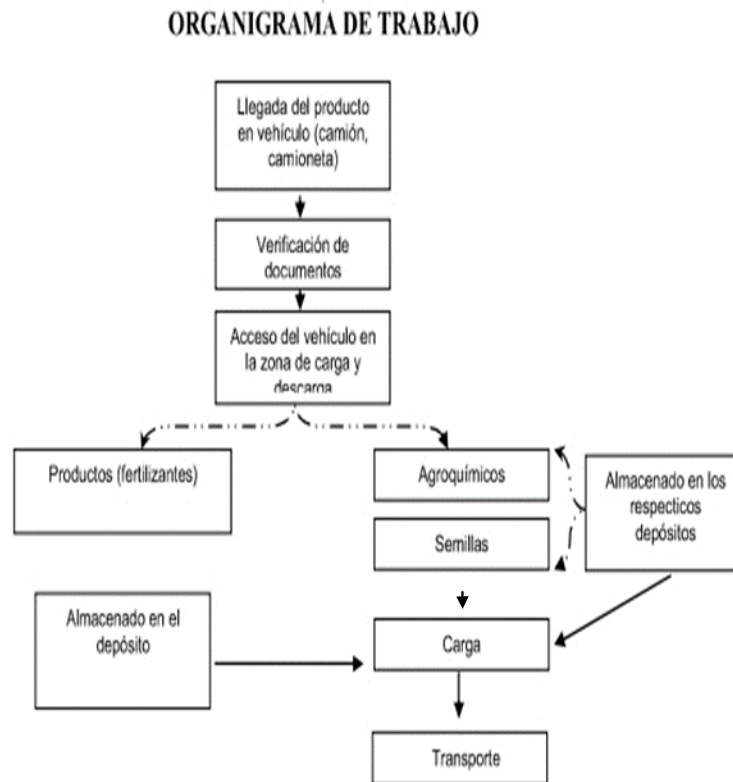 ORGANIGRAMA DE TRABAJO
Llegada del producto
en vehículo (camión,
camioneta)
Verificación de
documentos
Acceso del vehículo en
la zona de carga y
descarga
Productos (fertilizantes)
Agroquímicos
Semillas
Almacenado en los
respecticos
depósitos
Almacenado en el
depósito
Carga
Transporte